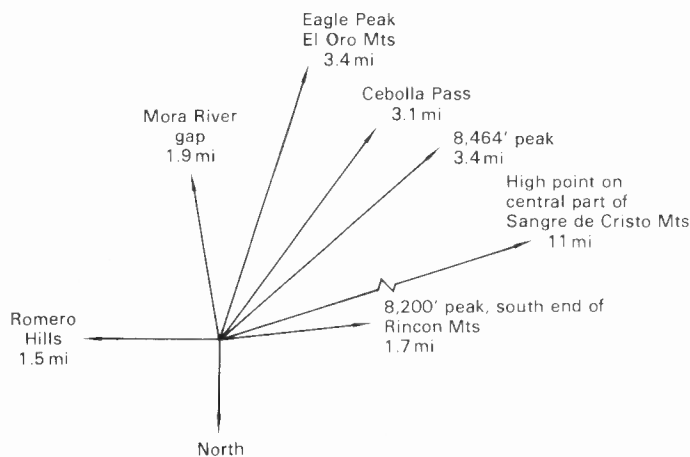 Eagle Peak
El Oro Mts
3.4 mi
Cebolla Pass
3.1 mi
Mora River
gap
1.9 mi
8,464' peak
3.4 mi
High point on
central part of
Sangre de Cristo Mts
11 mi
8,200' peak, south end of
Rincon Mts
1.7 mi
Romero
Hills
1.5 mi
North